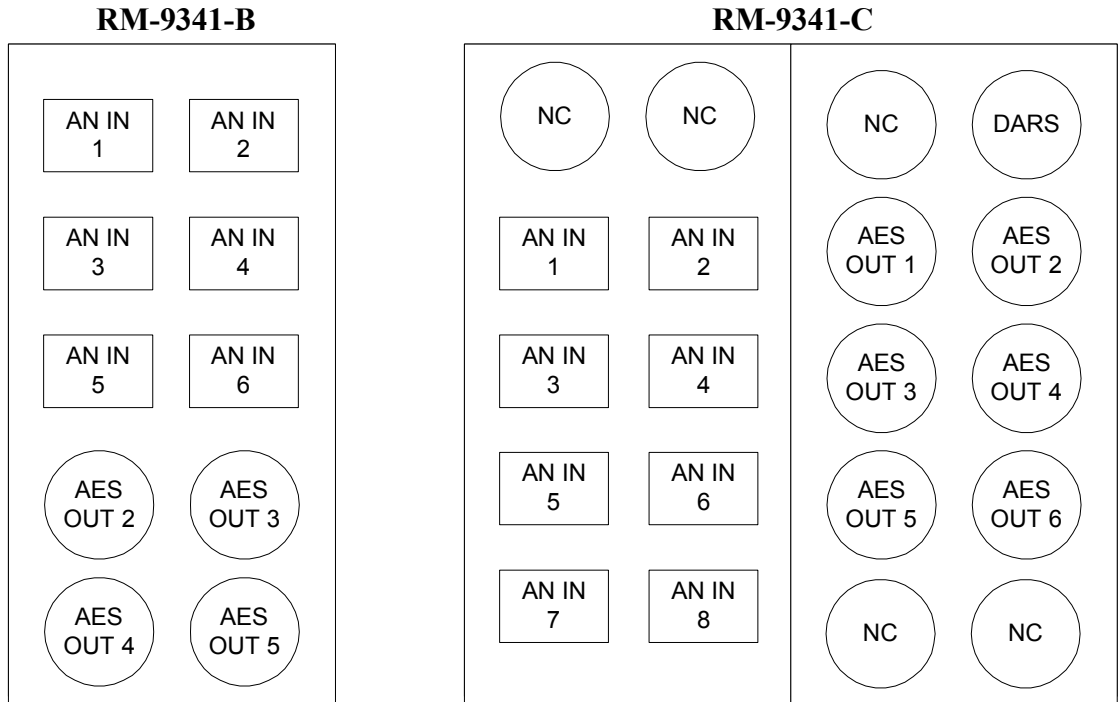 RM-9341-B
AN IN
1
AN IN
2
AN IN
3
AN IN
4
AN IN
5
AN IN
6
AES
OUT 2
AES
OUT 3
AES
OUT 4
AES
OUT 5
RM-9341-C
NC
NC
AN IN
1
AN IN
2
AN IN
3
AN IN
4
AN IN
5
AN IN
6
AN IN
7
AN IN
8
NC
DARS
AES
OUT 1
AES
OUT 2
AES
OUT 3
AES
OUT 4
AES
OUT 5
AES
OUT 6
NC
NC